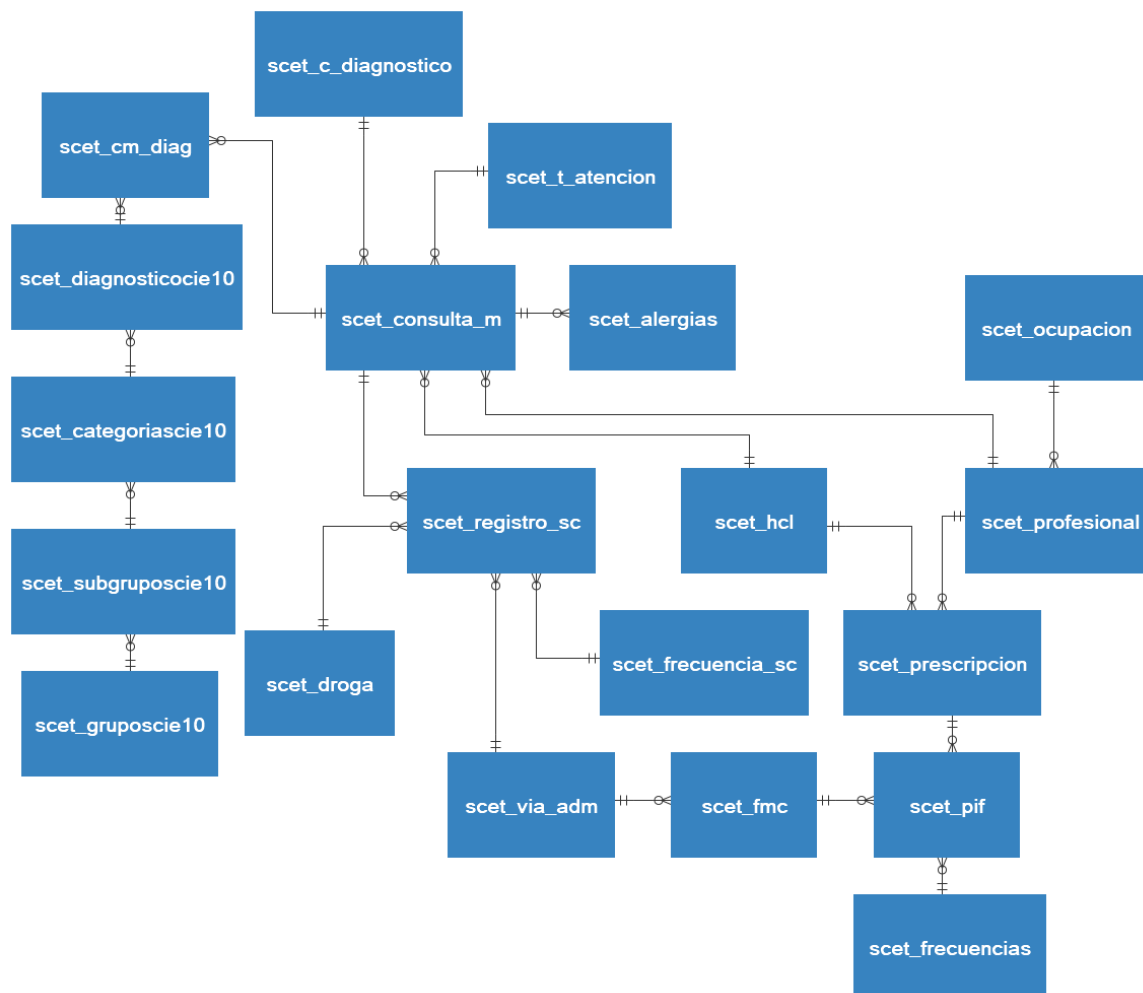 scet_c_diagnostico
scet_cm_diag
scet_t_atencion
scet_diagnosticocie10
scet_consulta_m
scet_alergias
scet_ocupacion
scet_categoriascie10
scet_registro_sc
scet_hcl
scet_profesional
scet_subgruposcie10
scet_droga
scet_frecuencia_sc
scet_prescripcion
scet_gruposcie10
scet_via_adm
scet_fmc
scet_pif
scet_frecuencias